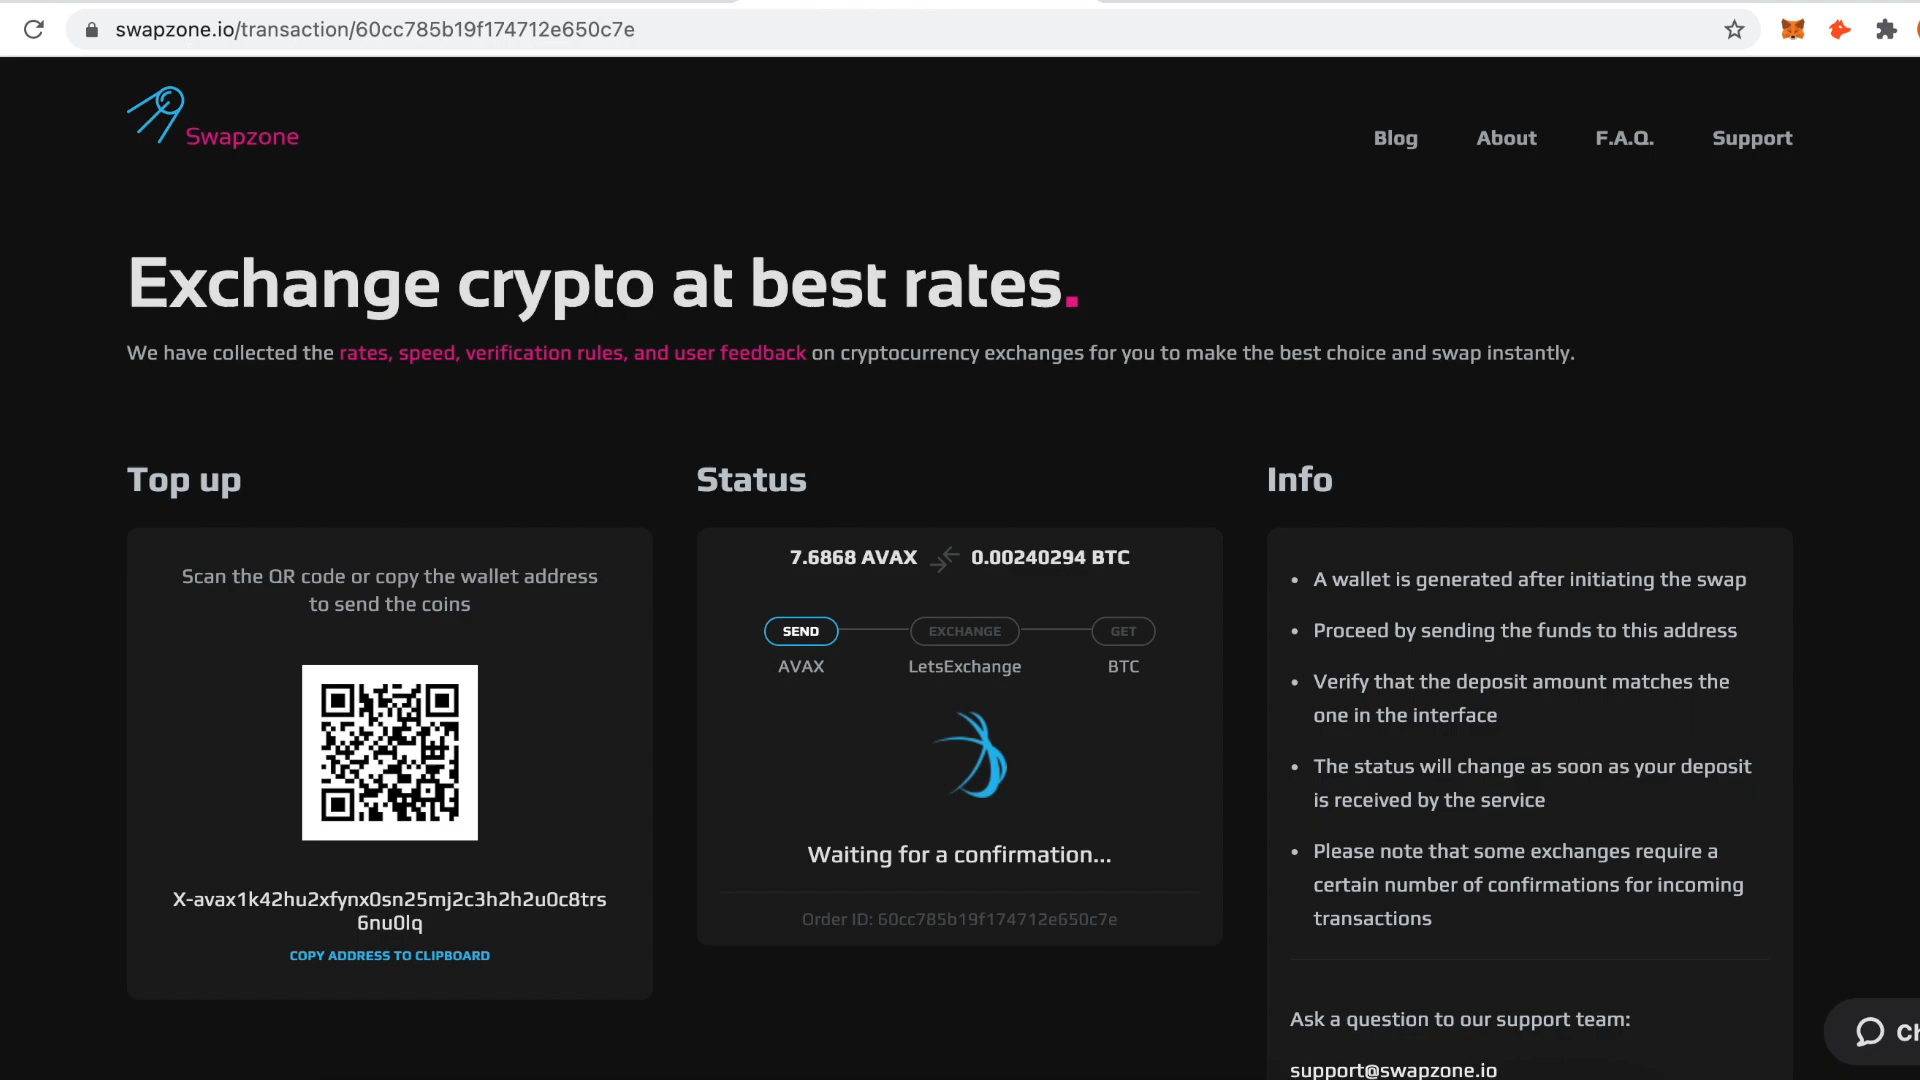 swapzone.io/transaction/60cc785b19f174712e650c7e
Swapzone
Blog
About
F.A.Q.
Support
Exchange crypto at best rates.
We have collected the rates, speed, verification rules, and user feedback on cryptocurrency exchanges for you to make the best choice and swap instantly.
Top up
Scan the QR code or copy the wallet address
to send the coins
X-avax1k42hu2xfynx0sn25mj2c3h2h2u0c8trs
6nu0lq
COPY ADDRESS TO CLIPBOARD
Status
7.6868 AVAX
0.00240294 BTC
SEND
EXCHANGE
GET
AVAX
LetsExchange
BTC
Waiting for a confirmation...
Order ID: 60cc785b19f174712e650c7e
Info
• A wallet is generated after initiating the swap
• Proceed by sending the funds to this address
• Verify that the deposit amount matches the
one in the interface
• The status will change as soon as your deposit
is received by the service
• Please note that some exchanges require a
certain number of confirmations for incoming
transactions
Ask a question to our support team:
support@swapzone.io